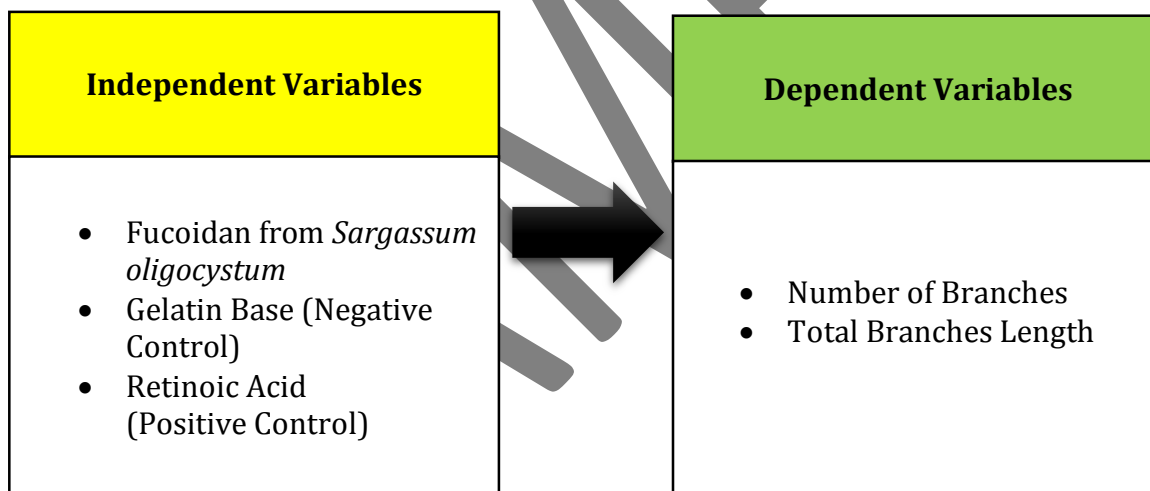 Independent Variables
• Fucoidan from Sargassum
oligocystum
• Gelatin Base (Negative
Control)
• Retinoic Acid
(Positive Control)
Dependent Variables
• Number of Branches
• Total Branches Length